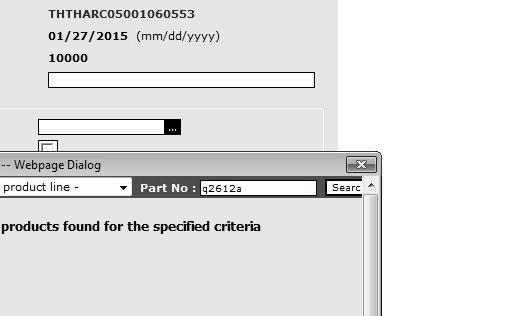 THTHARC05001060553
01/27/2015 (mm/dd/yyyy)
10000
...
-- Webpage Dialog
product line - Part No : q2612a Searc
products found for the specified criteria